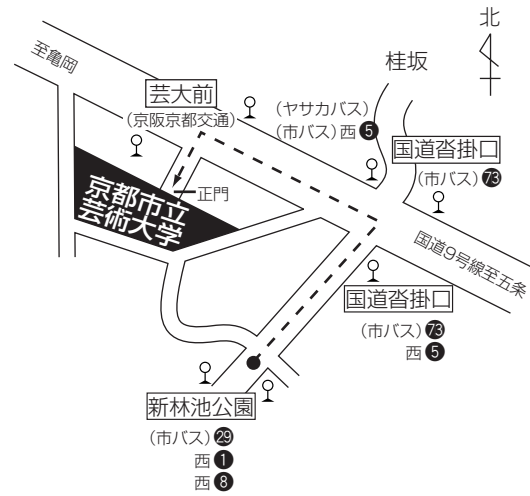 北
至亀岡
桂坂
芸大前
(京阪京都交通)
(ヤサカバス)
(市バス)西5
国道沓掛口
(市バス)73
正門
京都市立
芸術大学
国道9号線至五条
国道沓掛口
(市バス)73
西5
新林池公園
(市バス)29
西1
西8